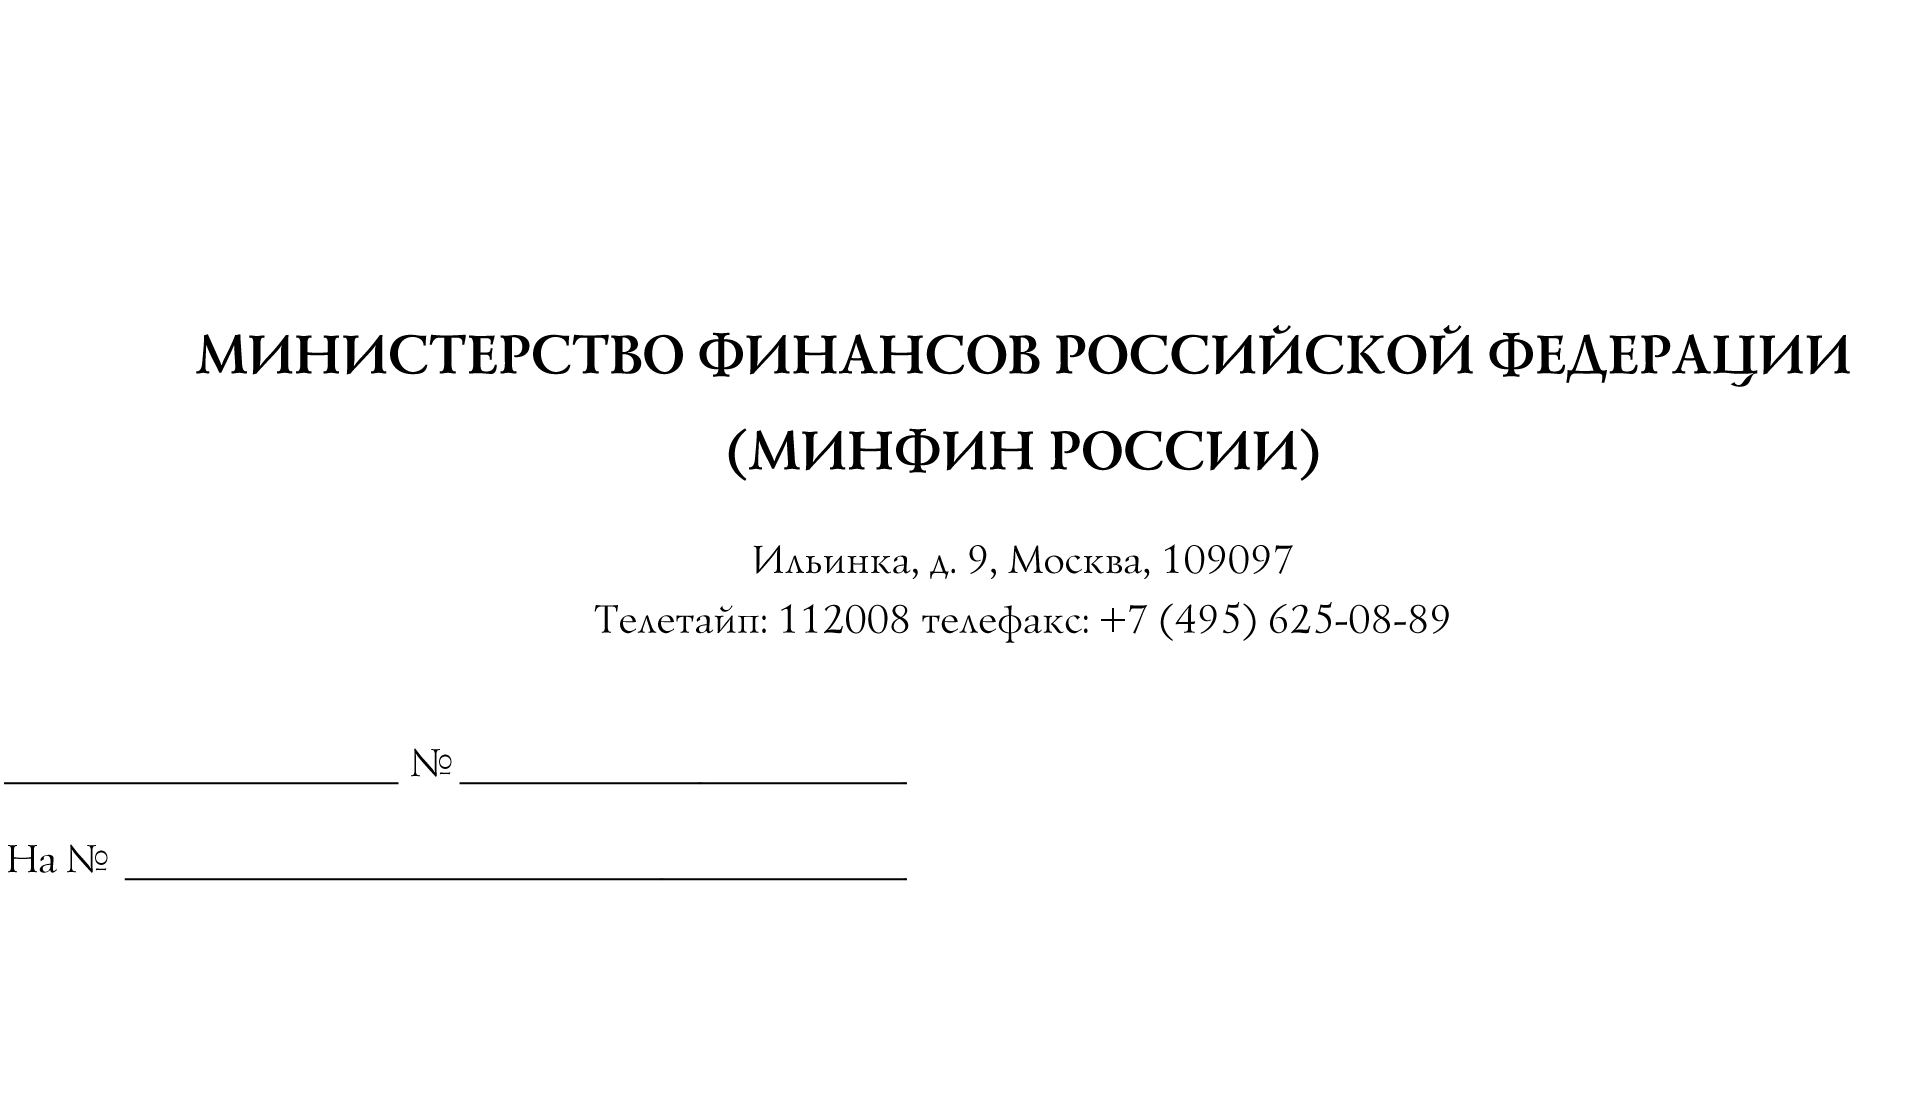 МИНИСТЕРСТВО ФИНАНСОВ РОССИЙСКОЙ ФЕДЕРАЦИИ
(МИНФИН РОССИИ)
Ильинка, д. 9, Москва, 109097
Телетайп: 112008 телефакс: +7 (495) 625-08-89
№
На №